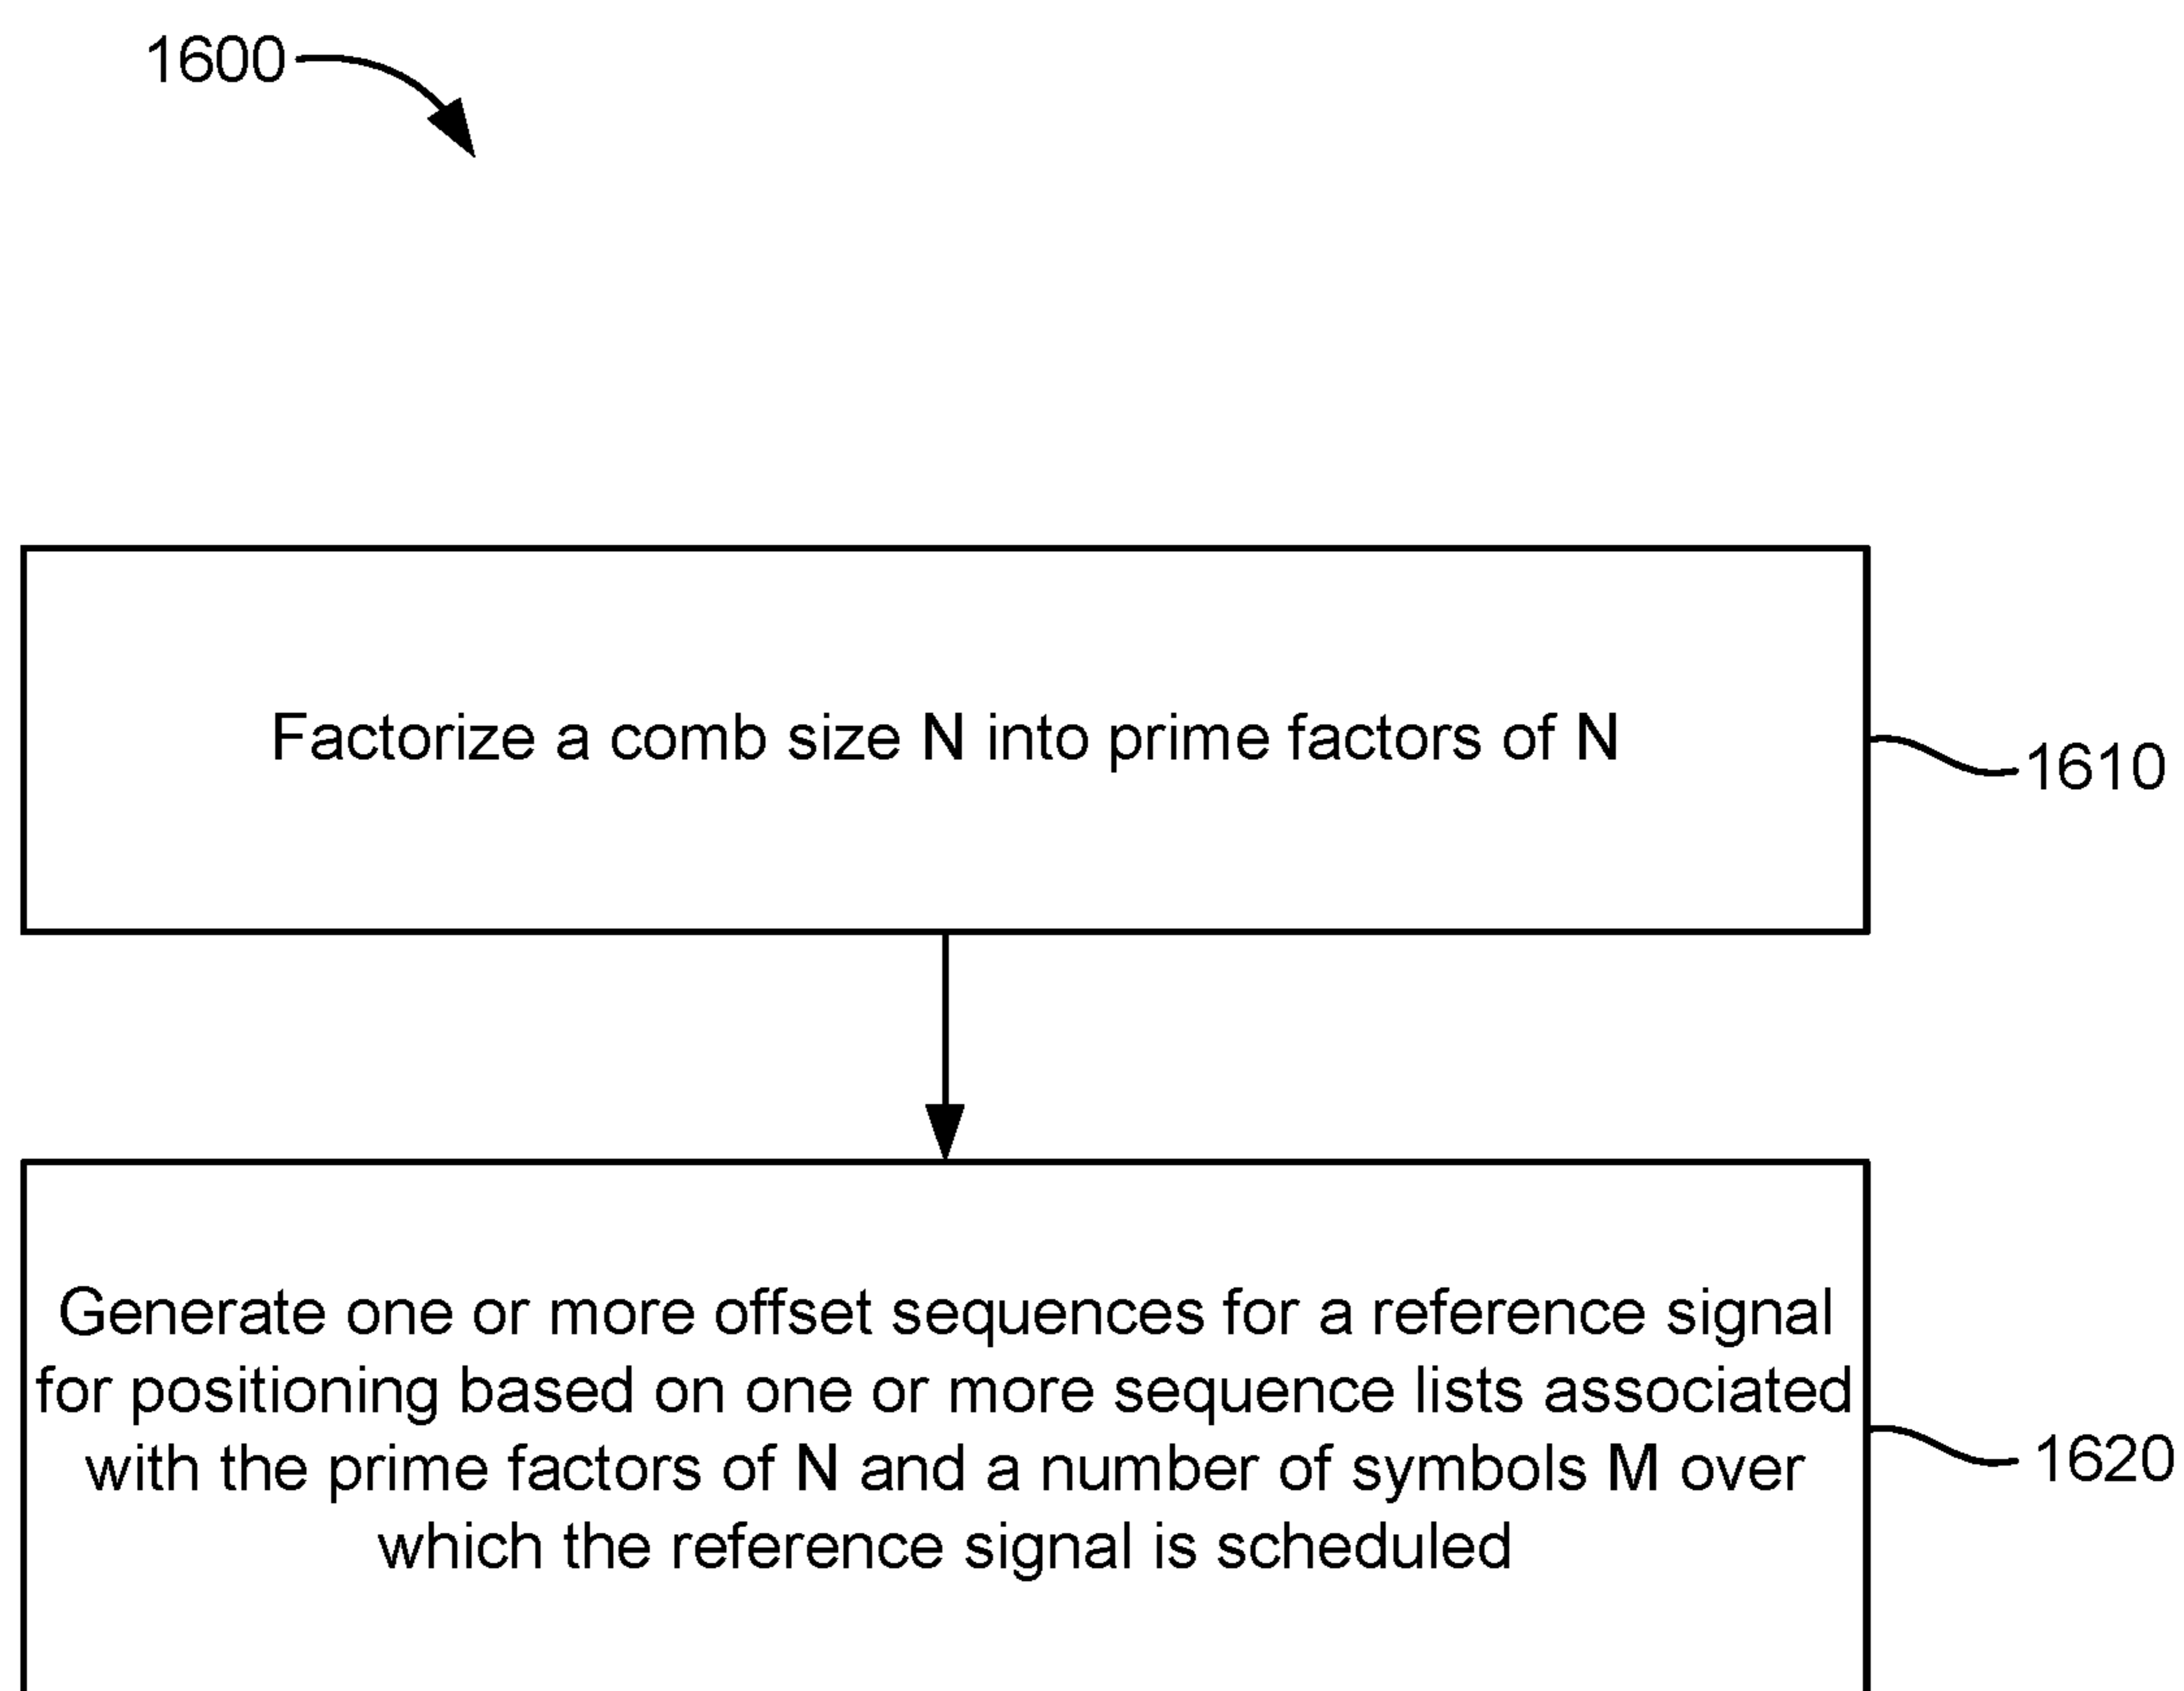 1600
Factorize a comb size N into prime factors of N
1610
Generate one or more offset sequences for a reference signal
for positioning based on one or more sequence lists associated
with the prime factors of N and a number of symbols M over
which the reference signal is scheduled
1620